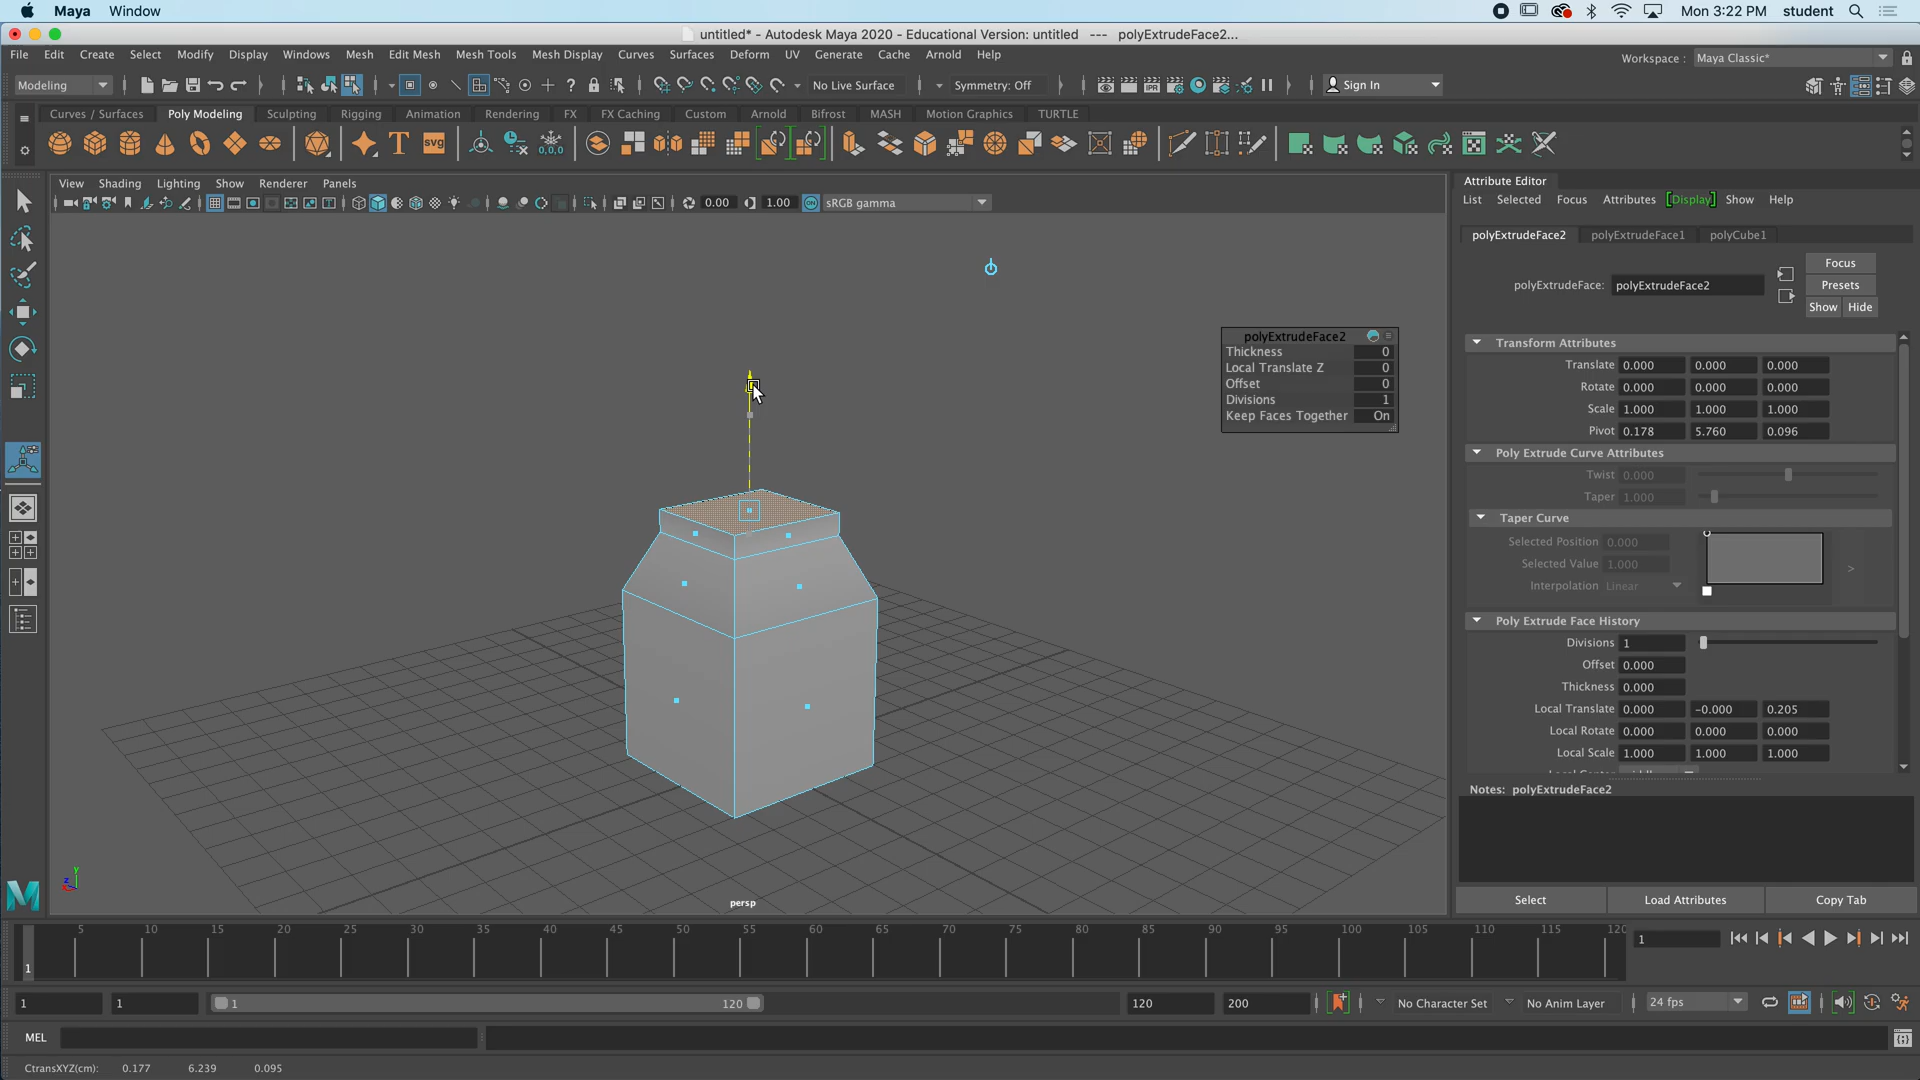 Maya Window Mon 3:22 PM student
untitled* - Autodesk Maya 2020 - Educational Version: untitled --- polyExtrudeFace2...
File Edit Create Select Modify Display Windows Mesh Edit Mesh Mesh Tools Mesh Display Curves Surfaces Deform UV Generate Cache Arnold Help Workspace : Maya Classic*
Modeling No Live Surface Symmetry: Off IPR Sign In
Curves / Surfaces Poly Modeling Sculpting Rigging Animation Rendering FX FX Caching Custom Arnold Bifrost MASH Motion Graphics TURTLE
T SVG 0,0,0
View Shading Lighting Show Renderer Panels
0.00 1.00 ON sRGB gamma
Attribute Editor
List Selected Focus Attributes [Display] Show Help
polyExtrudeFace2 polyExtrudeFace1 polyCube1
polyExtrudeFace: polyExtrudeFace2
Focus
Presets
Show Hide
Transform Attributes
Translate 0.000 0.000 0.000
Rotate 0.000 0.000 0.000
Scale 1.000 1.000 1.000
Pivot 0.178 5.760 0.096
Poly Extrude Curve Attributes
Twist 0.000
Taper 1.000
Taper Curve
Selected Position 0.000
Selected Value 1.000
Interpolation Linear
>
Poly Extrude Face History
Divisions 1
Offset 0.000
Thickness 0.000
Local Translate 0.000 -0.000 0.205
Local Rotate 0.000 0.000 0.000
Local Scale 1.000 1.000 1.000
Notes: polyExtrudeFace2
Select Load Attributes Copy Tab
polyExtrudeFace2
Thickness 0
Local Translate Z 0
Offset 0
Divisions 1
Keep Faces Together On
y
z
persp
5 10 15 20 25 30 35 40 45 50 55 60 65 70 75 80 85 90 95 100 105 110 115 120
1 1
1 1 1 120 120 200 No Character Set No Anim Layer 24 fps
MEL
CtransXYZ(cm): 0.177 6.239 0.095